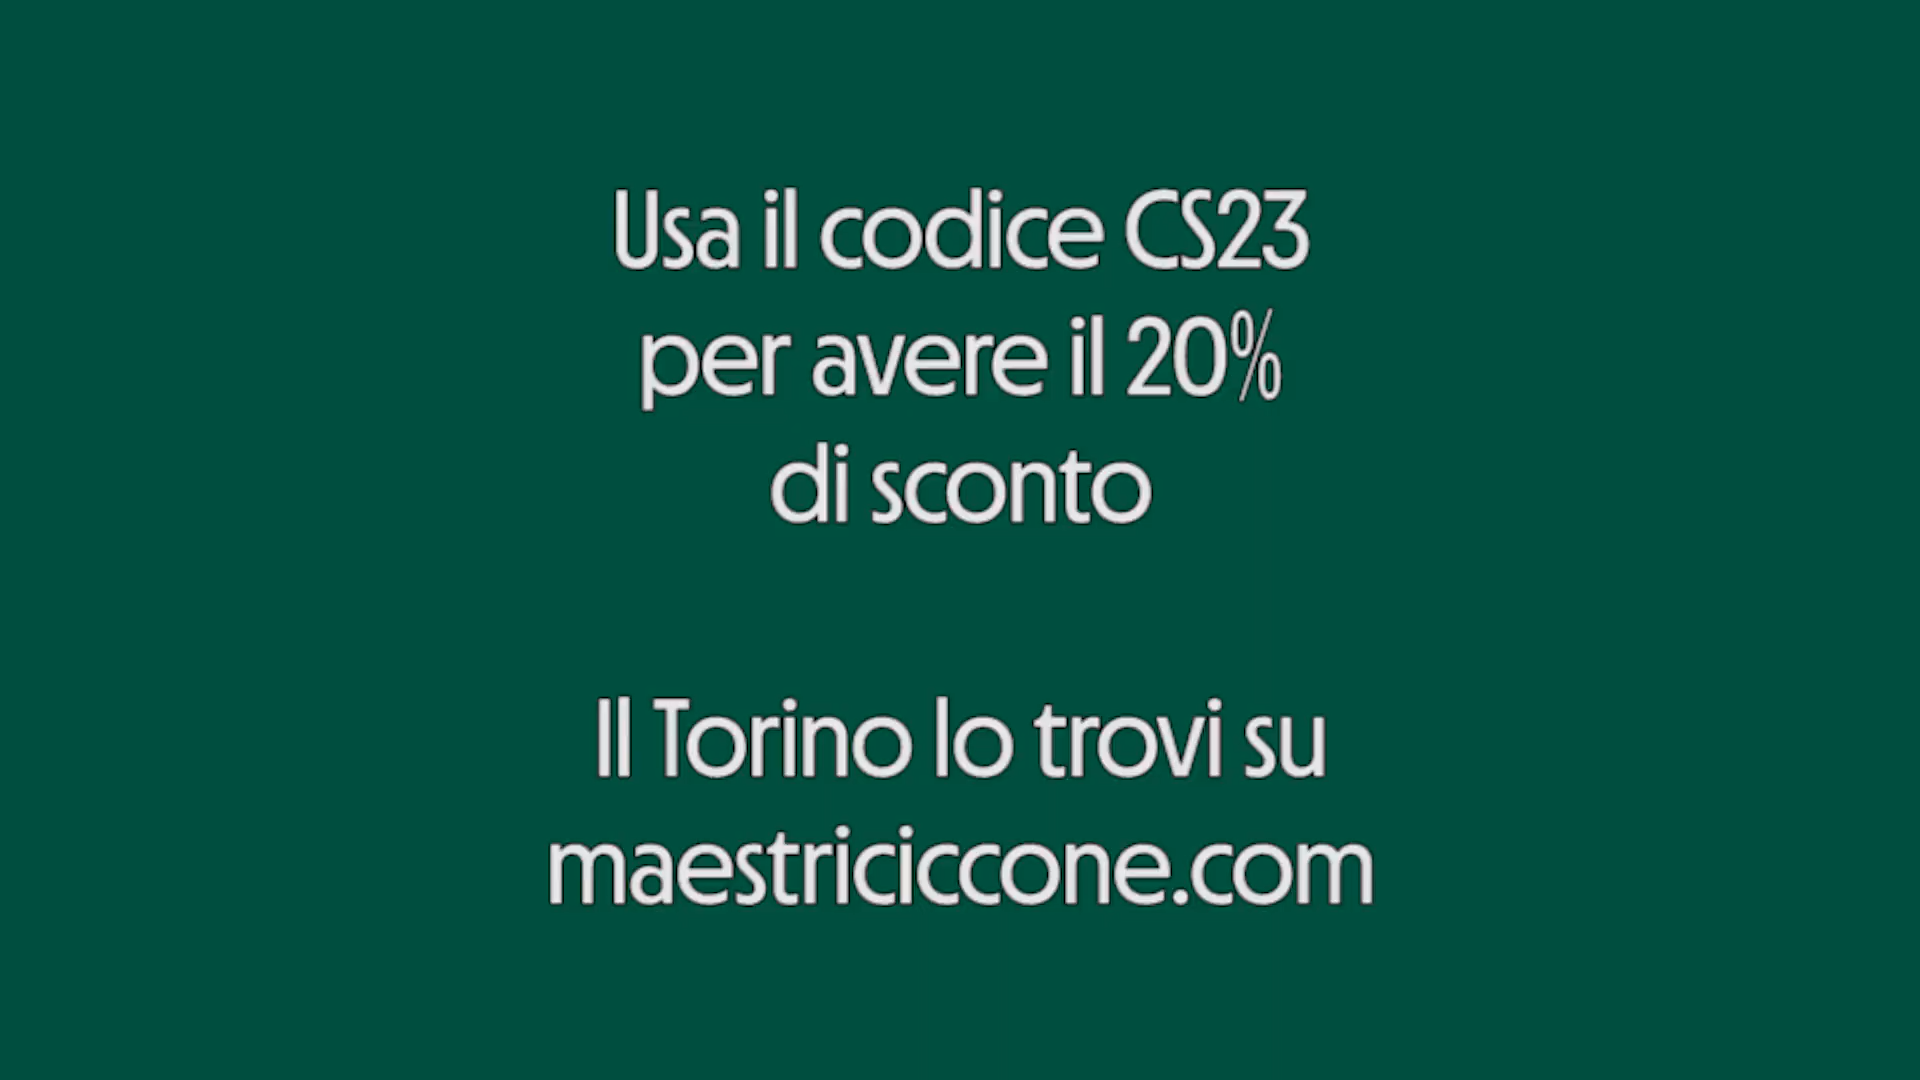 Usa il codice CS23
per avere il 20%
di sconto
Il Torino lo trovi su
maestriciccone.com